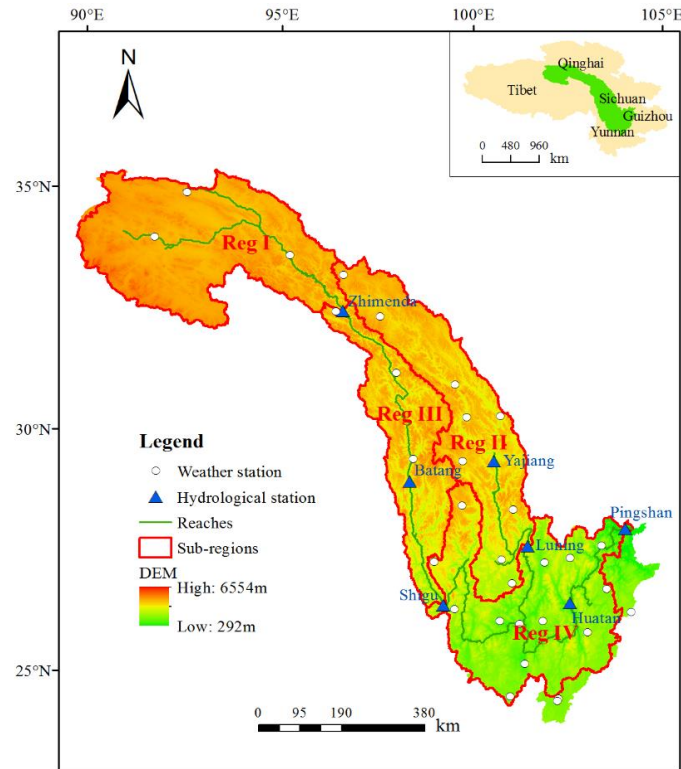 90°E 95°E 100°E 105°E
N
Qinghai
Tibet
Sichuan
Guizhou
Yunnan
0 480 960
km
35°N
Reg I
Zhimenda
30°N
Reg III
Reg II
Legend
Weather station
Hydrological station
Reaches
Sub-regions
DEM
High: 6554m
Low: 292m
Batang
Yajiang
Pingshan
Luning
Shigu
Huatan
Reg IV
25°N
0 95 190 380
km